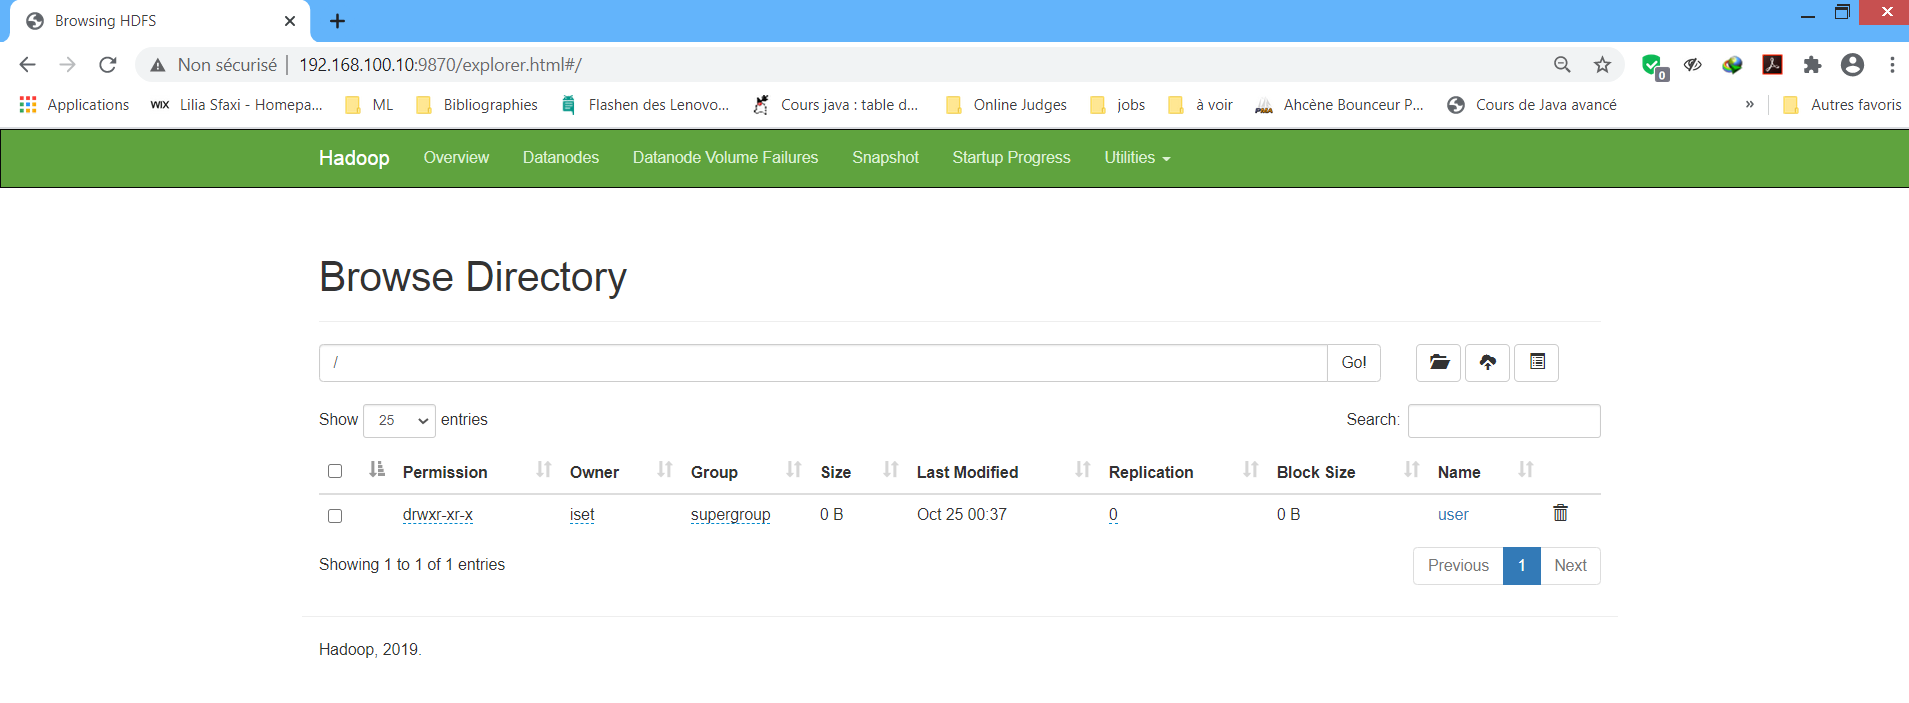 Browsing HDFS
Non sécurisé 192.168.100.10:9870/explorer.html#/
0
Applications WIX Lilia Sfaxi - Homepa... ML Bibliographies Flashen des Lenovo... Cours java : table d... Online Judges jobs à voir PMA Ahcène Bounceur P... Cours de Java avancé » Autres favoris
Hadoop Overview Datanodes Datanode Volume Failures Snapshot Startup Progress Utilities
Browse Directory
/ Go!
Show 25 entries Search:
Permission Owner Group Size Last Modified Replication Block Size Name
drwxr-xr-x iset supergroup 0 B Oct 25 00:37 0 0 B user
Showing 1 to 1 of 1 entries Previous 1 Next
Hadoop, 2019.